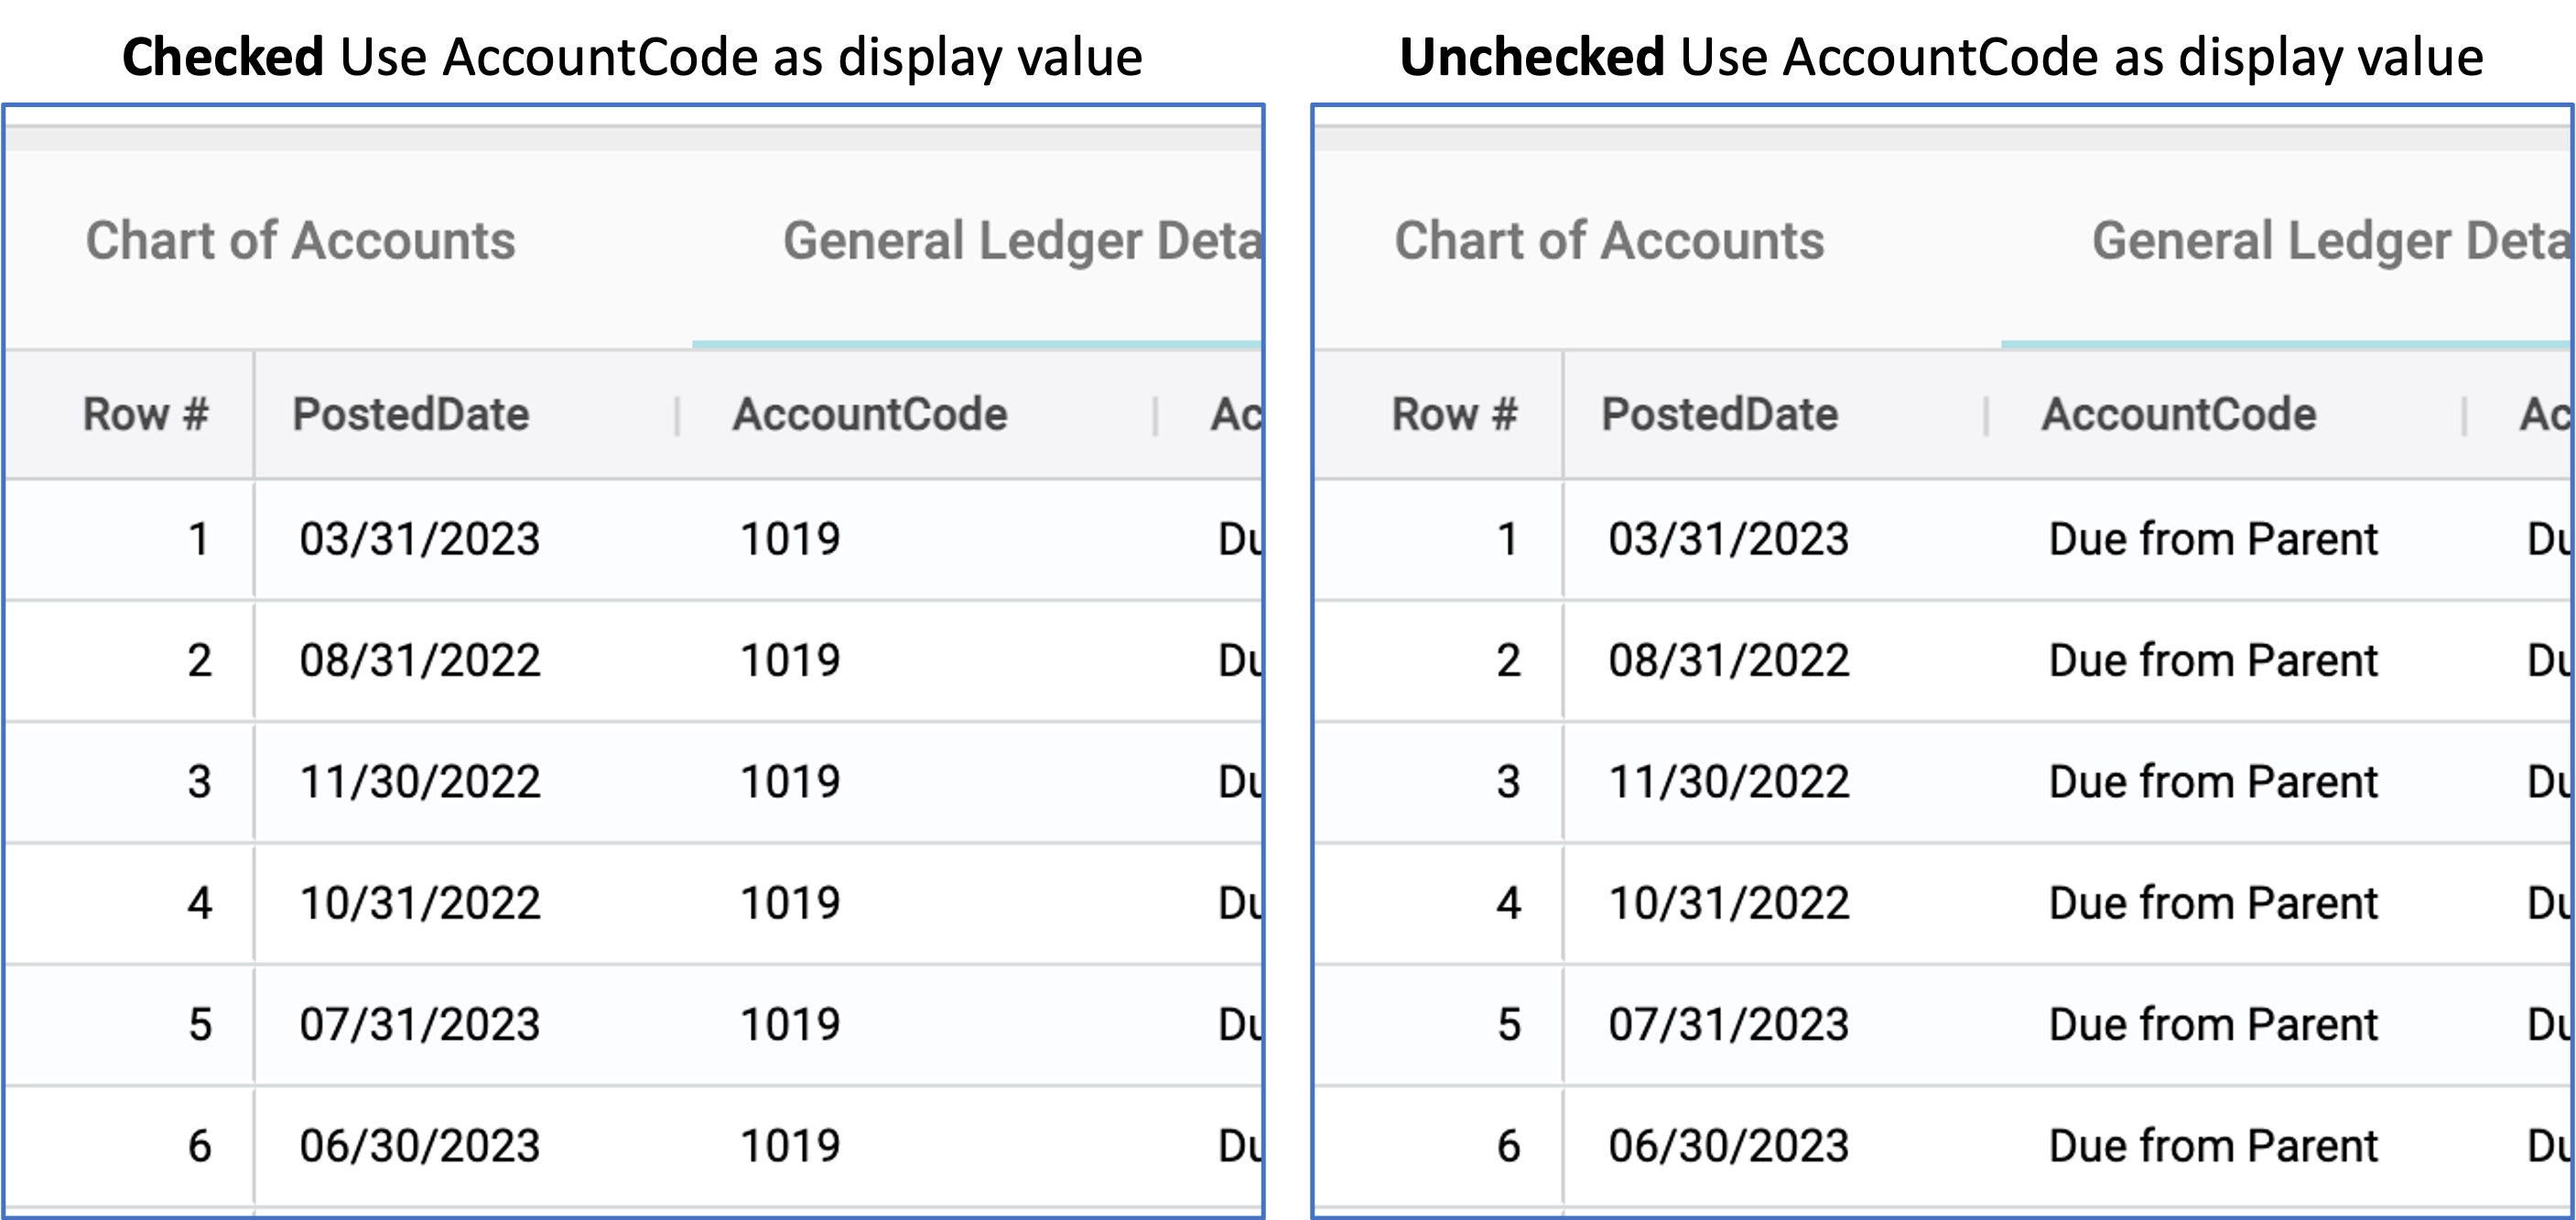 Checked Use AccountCode as display value
Chart of Accounts General Ledger Deta
Row # PostedDate AccountCode Ac
1 03/31/2023 1019 Du
2 08/31/2022 1019 Du
3 11/30/2022 1019 Du
4 10/31/2022 1019 Du
5 07/31/2023 1019 Du
6 06/30/2023 1019 Du
Unchecked Use AccountCode as display value
Chart of Accounts General Ledger Deta
Row # PostedDate AccountCode Ac
1 03/31/2023 Due from Parent Du
2 08/31/2022 Due from Parent Du
3 11/30/2022 Due from Parent Du
4 10/31/2022 Due from Parent Du
5 07/31/2023 Due from Parent Du
6 06/30/2023 Due from Parent Du